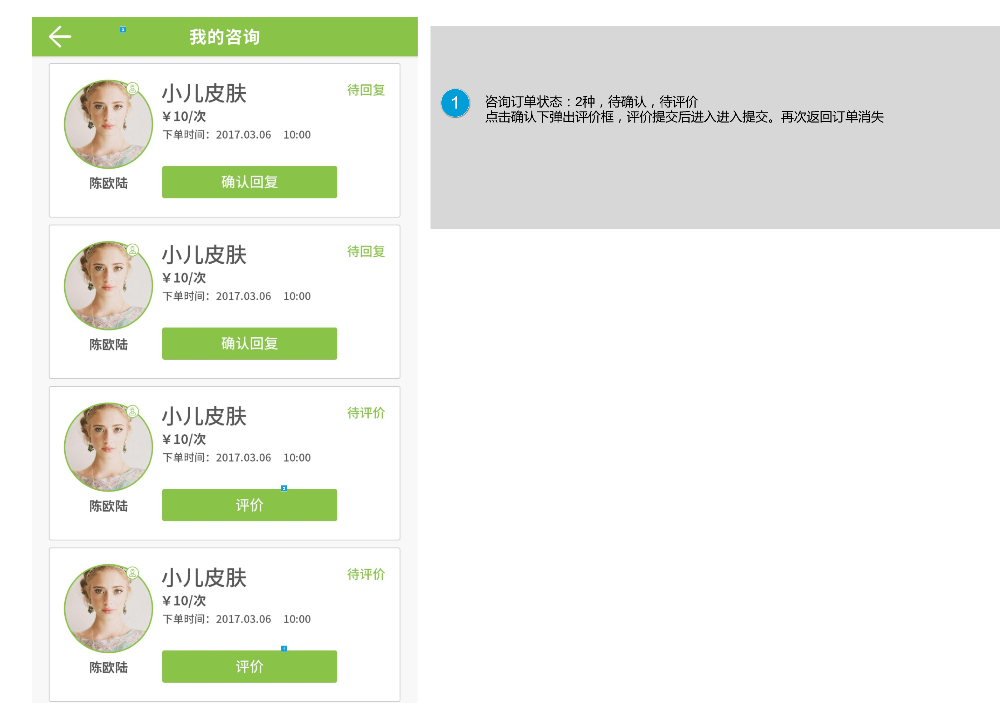 3
我的咨询
小儿皮肤
待回复
¥10/次
下单时间：2017.03.06 10:00
确认回复
陈欧陆
小儿皮肤
待回复
¥10/次
下单时间：2017.03.06 10:00
确认回复
陈欧陆
小儿皮肤
待评价
¥10/次
下单时间：2017.03.06 10:00
2
评价
陈欧陆
小儿皮肤
待评价
¥10/次
下单时间：2017.03.06 10:00
1
评价
陈欧陆
1
咨询订单状态：2种，待确认，待评价
点击确认下弹出评价框，评价提交后进入进入提交。再次返回订单消失